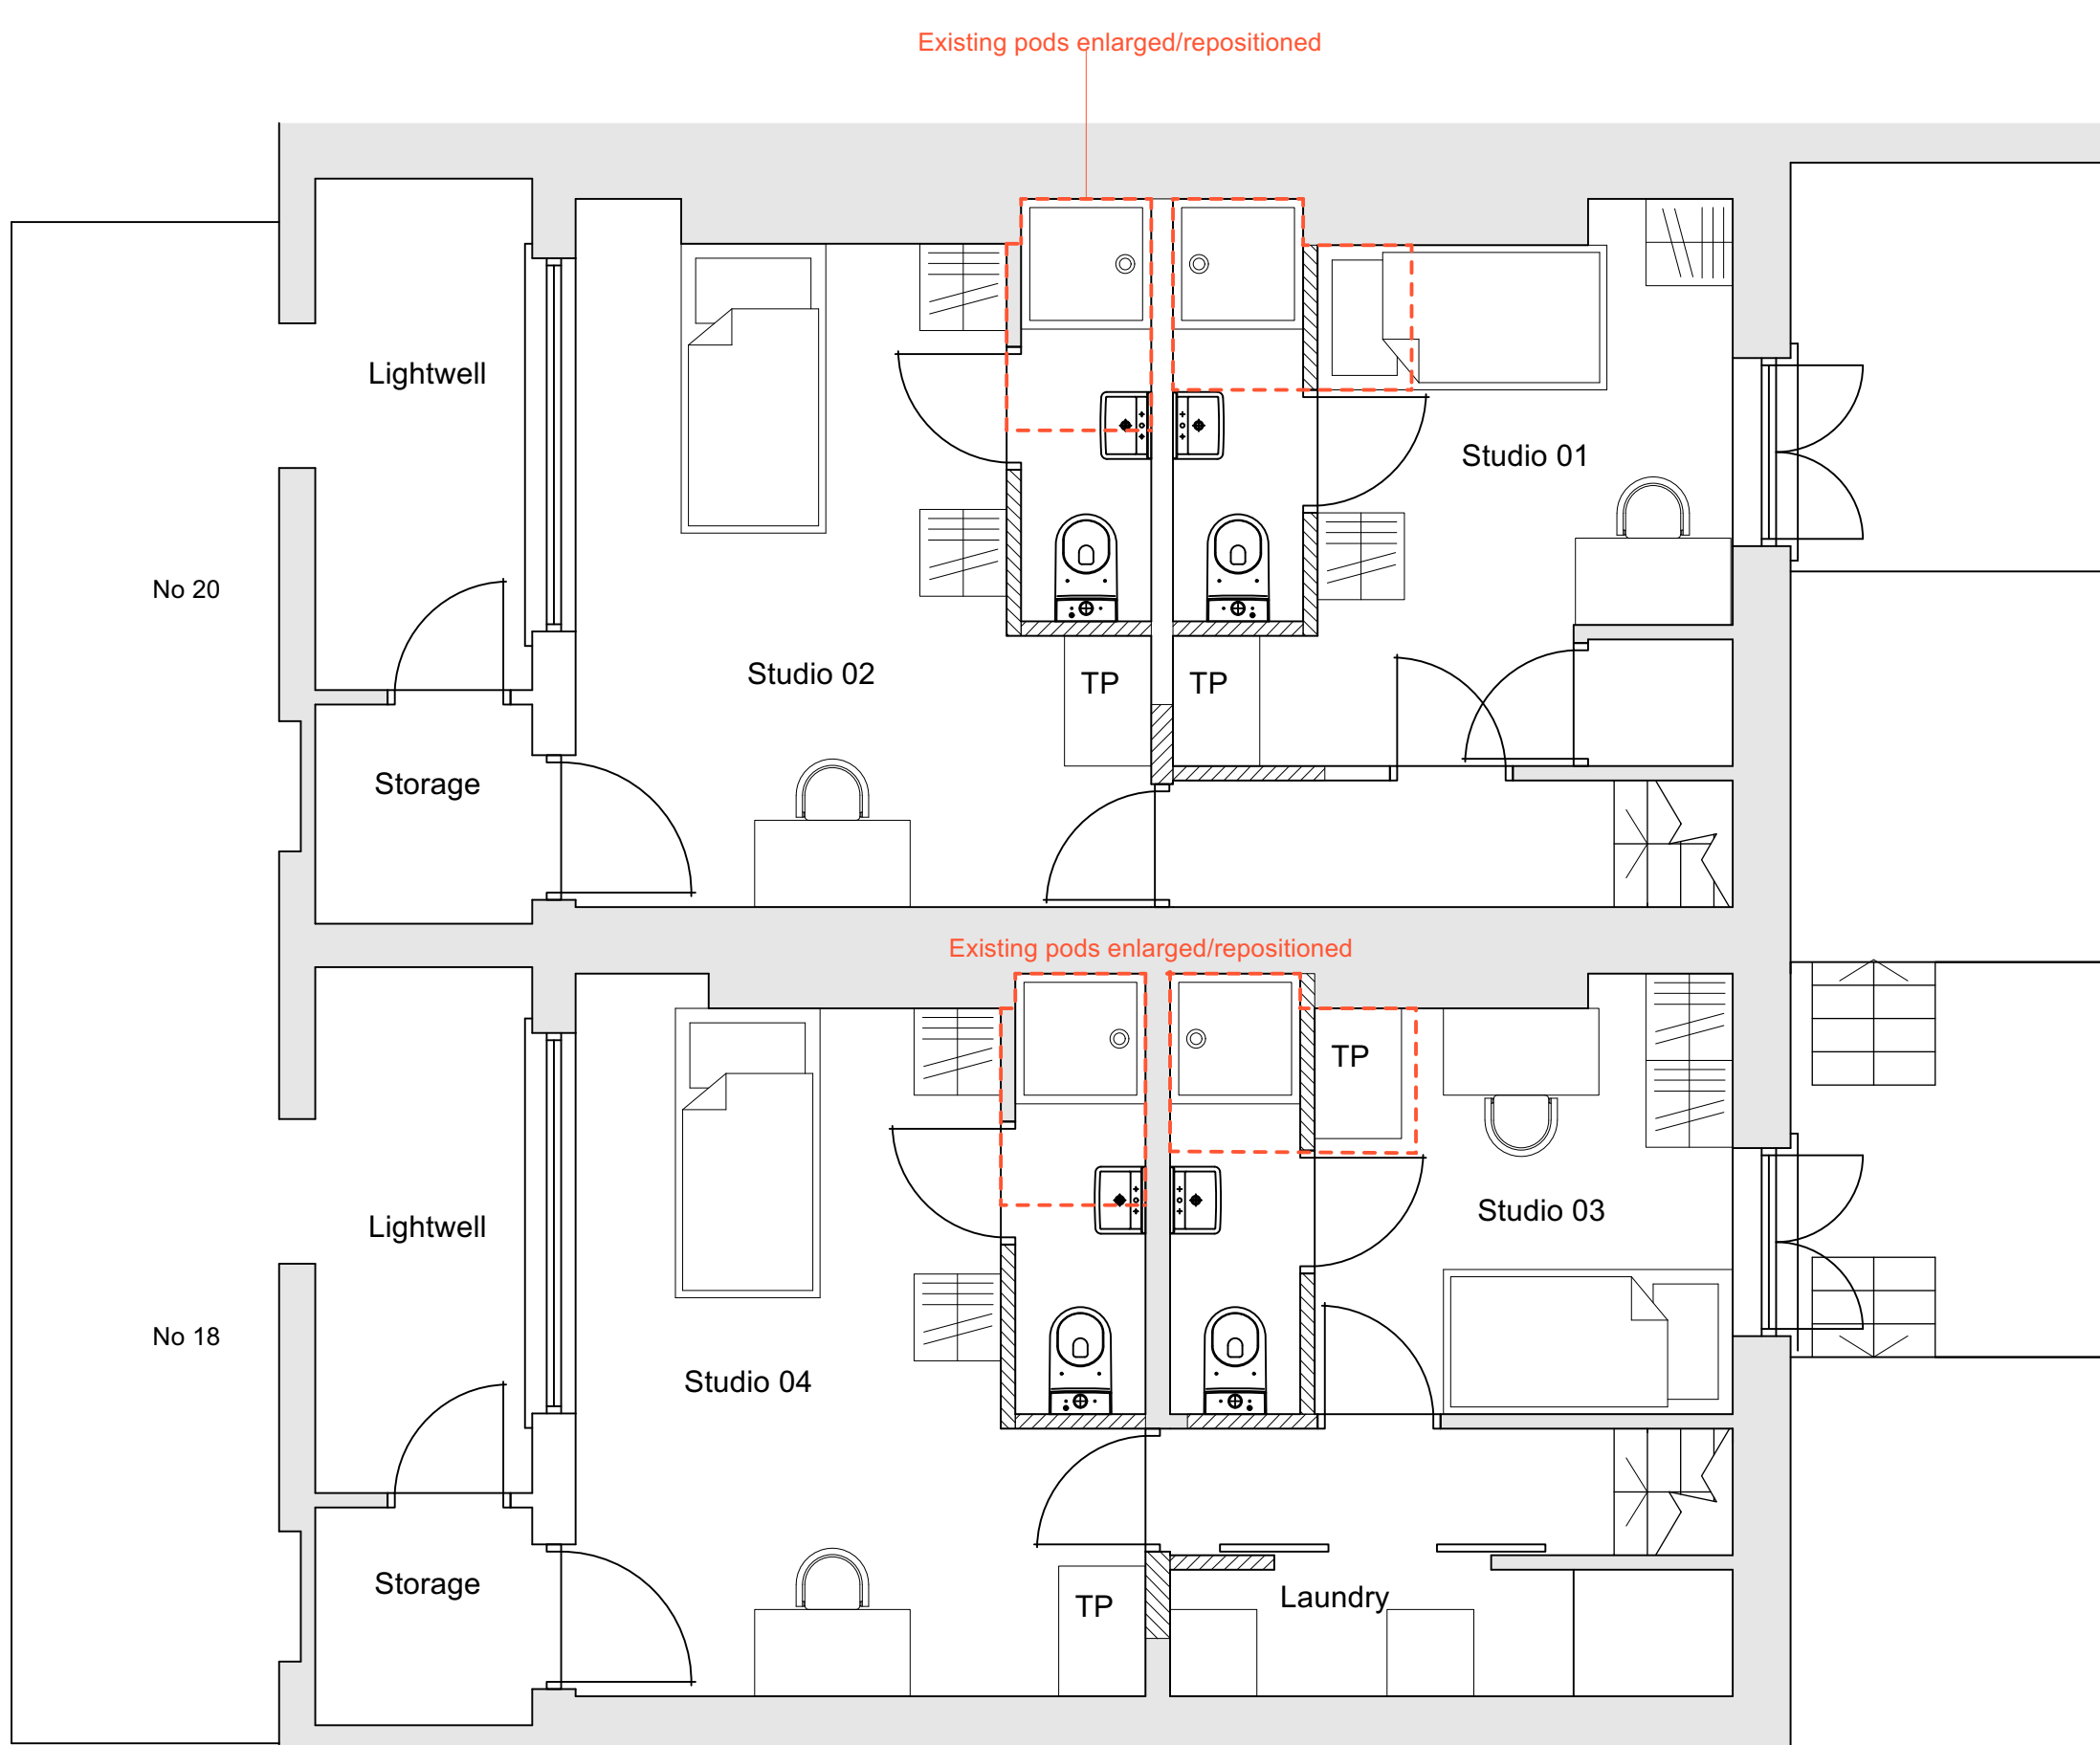 Existing pods enlarged/repositioned
Lightwell
Studio 01
No 20
Studio 02
TP
TP
Storage
Existing pods enlarged/repositioned
TP
Studio 03
Lightwell
No 18
Studio 04
Storage
TP
Laundry